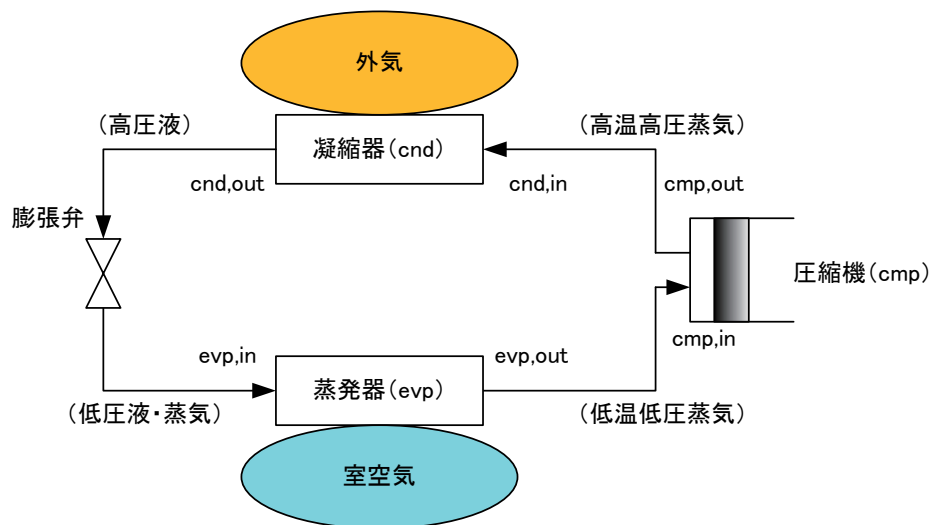 外気
（高圧液）
（高温高圧蒸気）
凝縮器（cnd）
cnd,out
cnd,in
cmp,out
膨張弁
圧縮機（cmp）
cmp,in
evp,in
evp,out
蒸発器（evp）
（低圧液・蒸気）
（低温低圧蒸気）
室空気